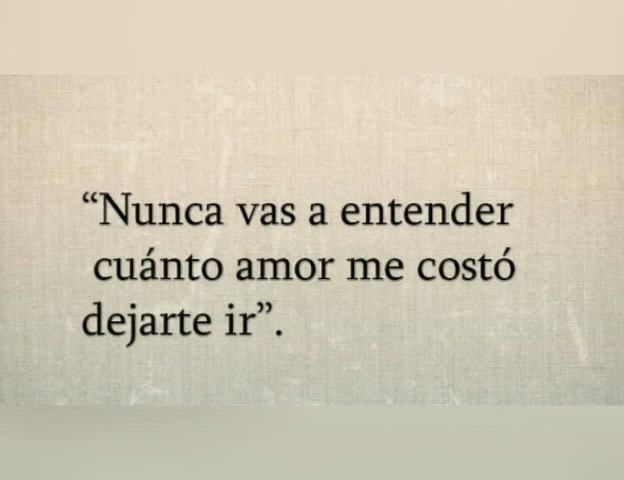 “Nunca vas a entender
cuánto amor me costó
dejarte ir”.